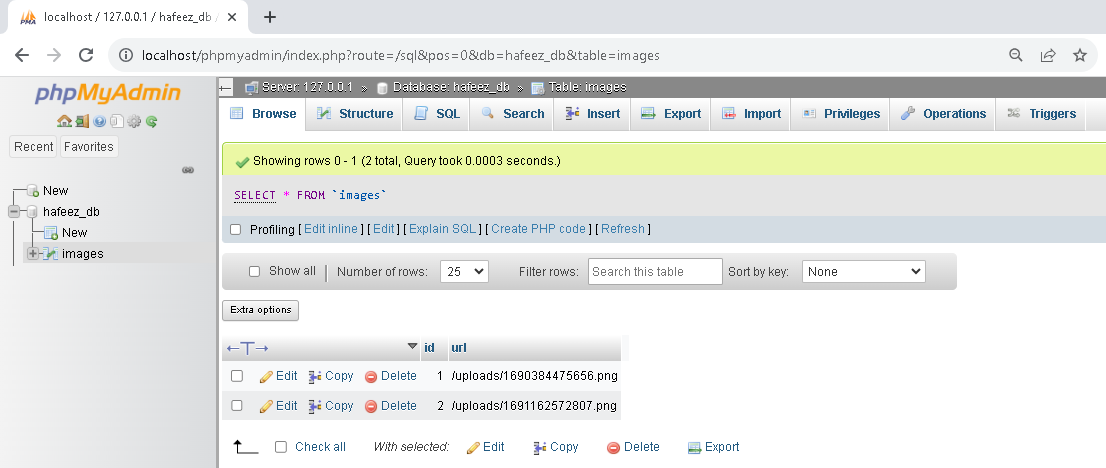 localhost / 127.0.0.1 / hafeez_db /
localhost/phpmyadmin/index.php?route=/sql&pos=0&db=hafeez_db&table=images
phpMyAdmin
Recent Favorites
New
hafeez_db
New
images
Server: 127.0.0.1 » Database: hafeez_db » Table: images
Browse Structure SQL Search Insert Export Import Privileges Operations Triggers
Showing rows 0 - 1 (2 total, Query took 0.0003 seconds.)
SELECT * FROM `images`
Profiling [ Edit inline ] [ Edit ] [ Explain SQL ] [ Create PHP code ] [ Refresh ]
Show all | Number of rows: 25 Filter rows: Search this table Sort by key: None
Extra options
←T→ id url
Edit Copy Delete 1 /uploads/1690384475656.png
Edit Copy Delete 2 /uploads/1691162572807.png
Check all With selected: Edit Copy Delete Export